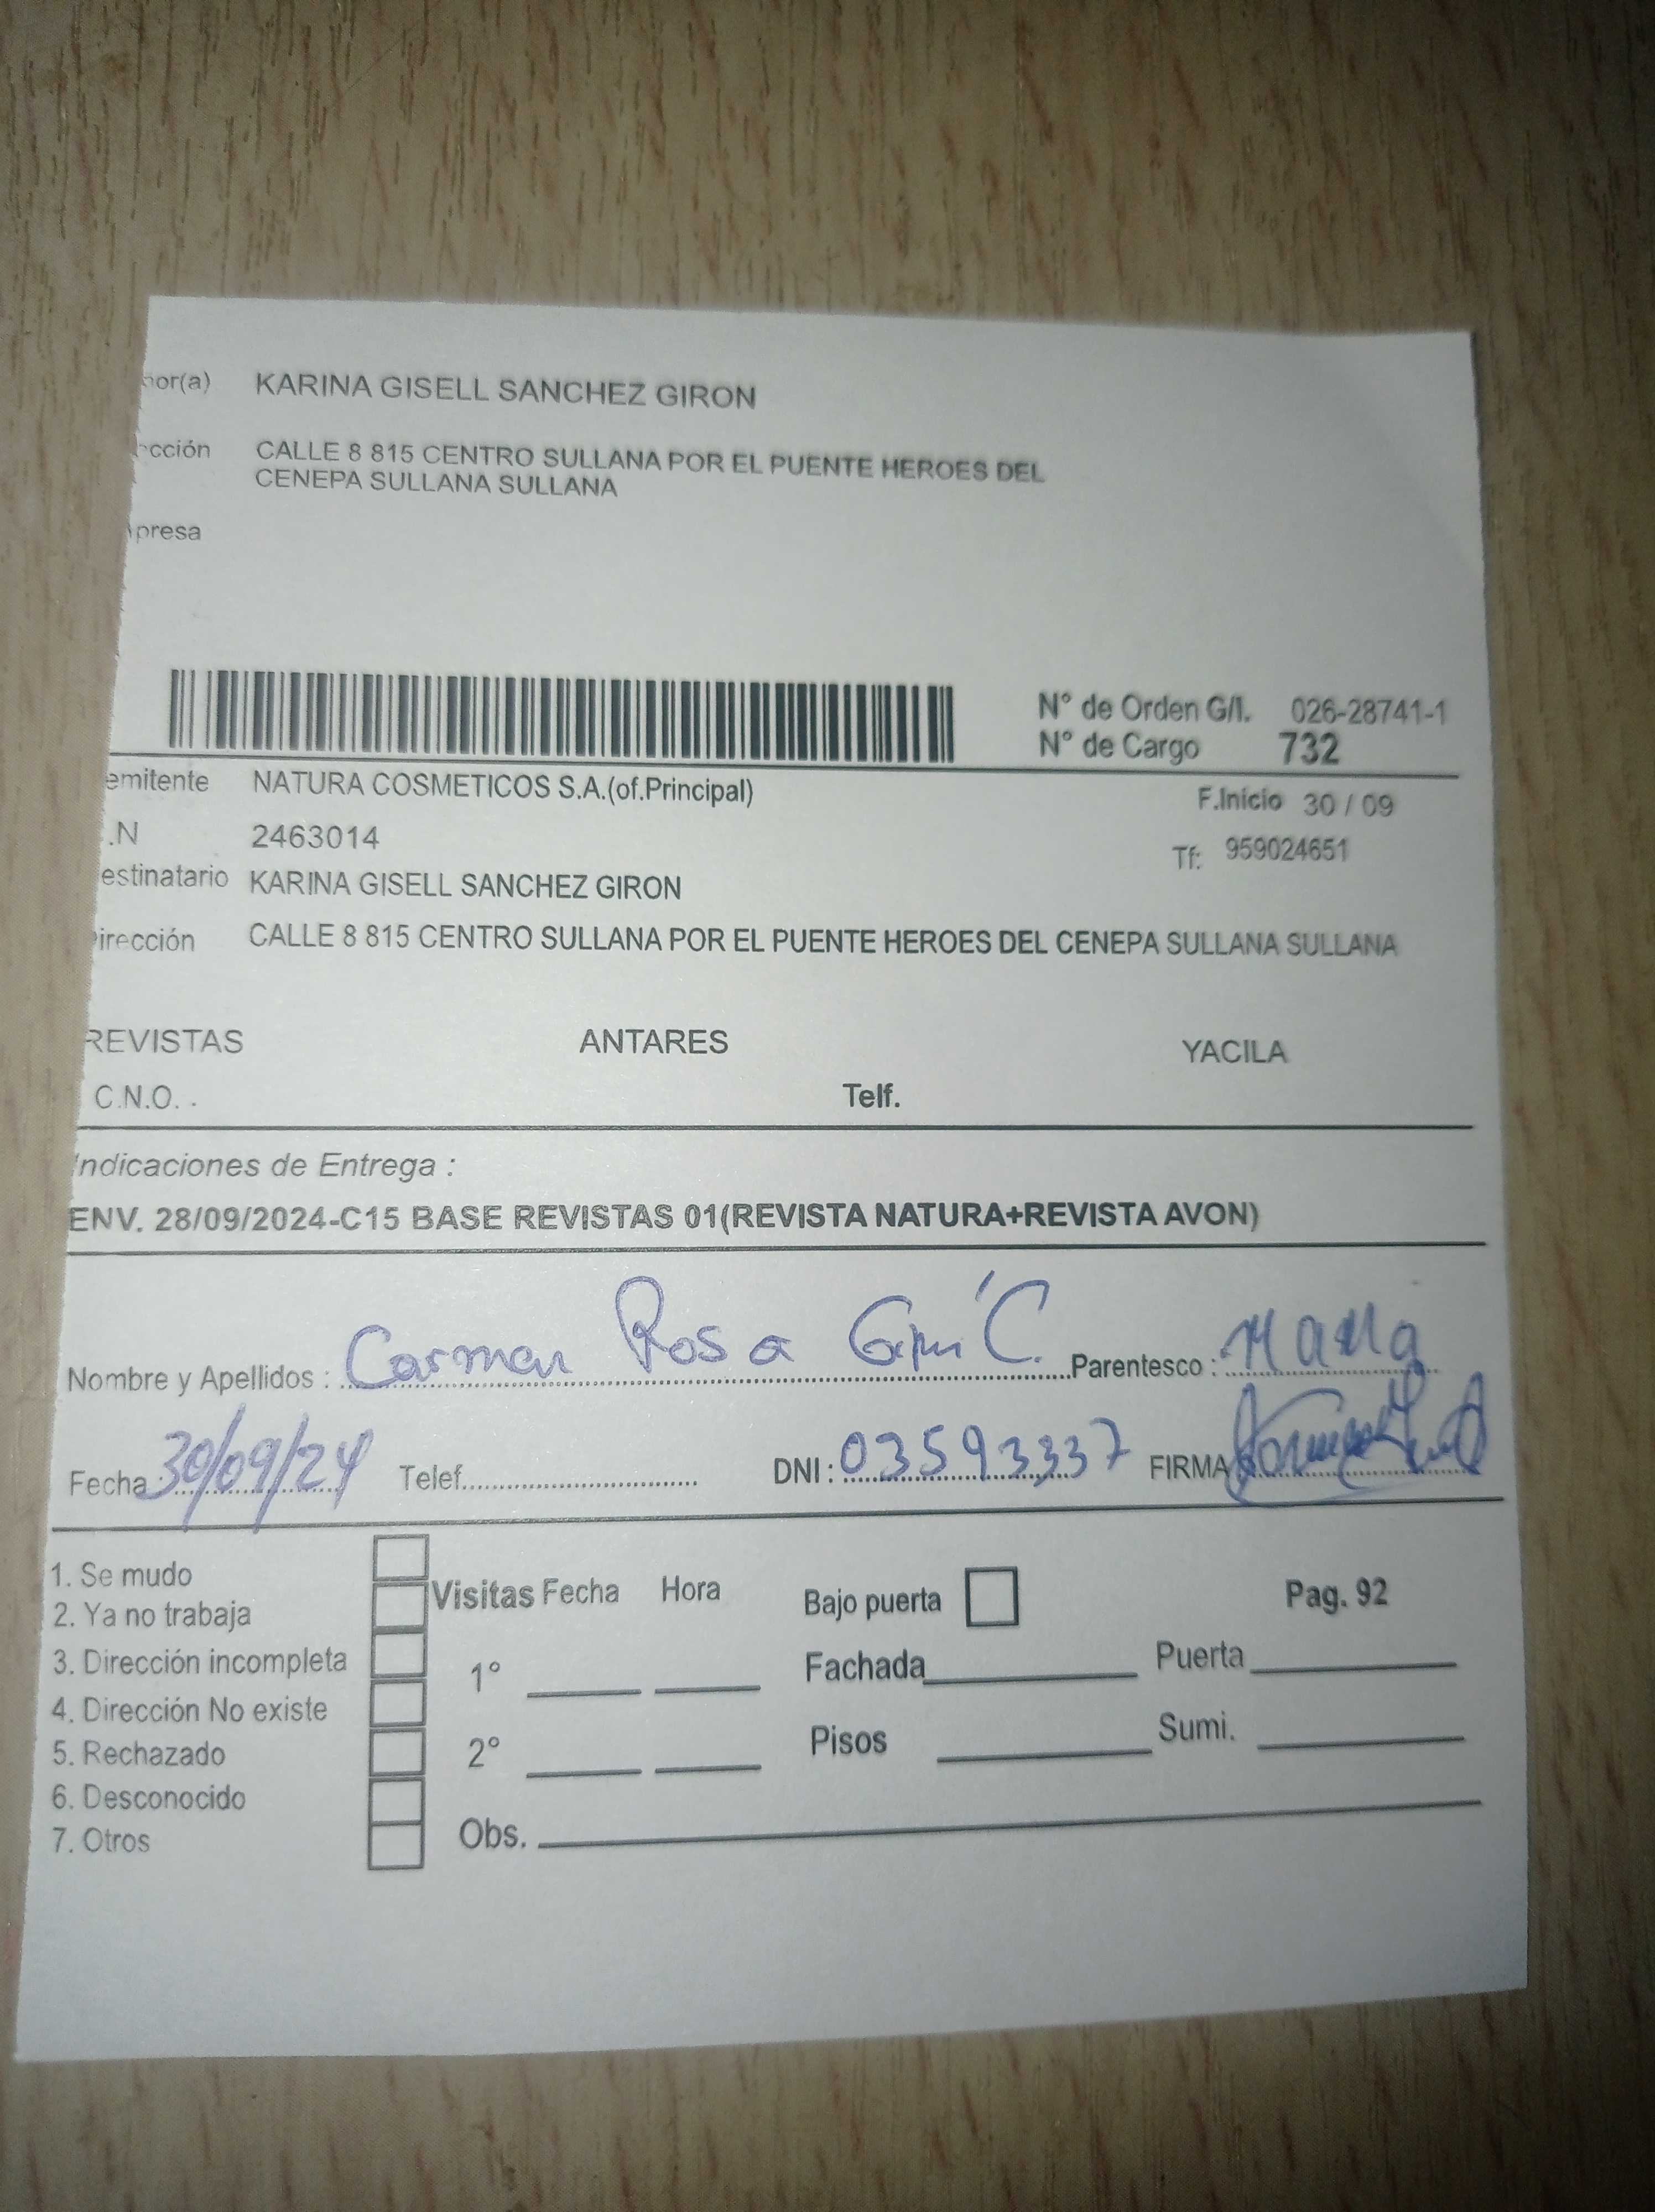 nor(a) KARINA GISELL SANCHEZ GIRON
cción CALLE 8 815 CENTRO SULLANA POR EL PUENTE HEROES DEL
CENEPA SULLANA SULLANA
presa
N° de Orden G/I. 026-28741-1
N° de Cargo 732
emitente NATURA COSMETICOS S.A.(of.Principal) F.Inicio 30 / 09
.N 2463014 Tf: 959024651
estinatario KARINA GISELL SANCHEZ GIRON
irección CALLE 8 815 CENTRO SULLANA POR EL PUENTE HEROES DEL CENEPA SULLANA SULLANA
REVISTAS ANTARES YACILA
C.N.O. . Telf.
Indicaciones de Entrega :
ENV. 28/09/2024-C15 BASE REVISTAS 01(REVISTA NATURA+REVISTA AVON)
Nombre y Apellidos : Carmen Rosa C. Parentesco :
Fecha 30/09/24 Telef. DNI : 03593337 FIRMA
1. Se mudo
2. Ya no trabaja
3. Dirección incompleta
4. Dirección No existe
5. Rechazado
6. Desconocido
7. Otros
Visitas Fecha Hora
1°
2°
Obs.
Bajo puerta Pag. 92
Fachada Puerta
Pisos Sumi.